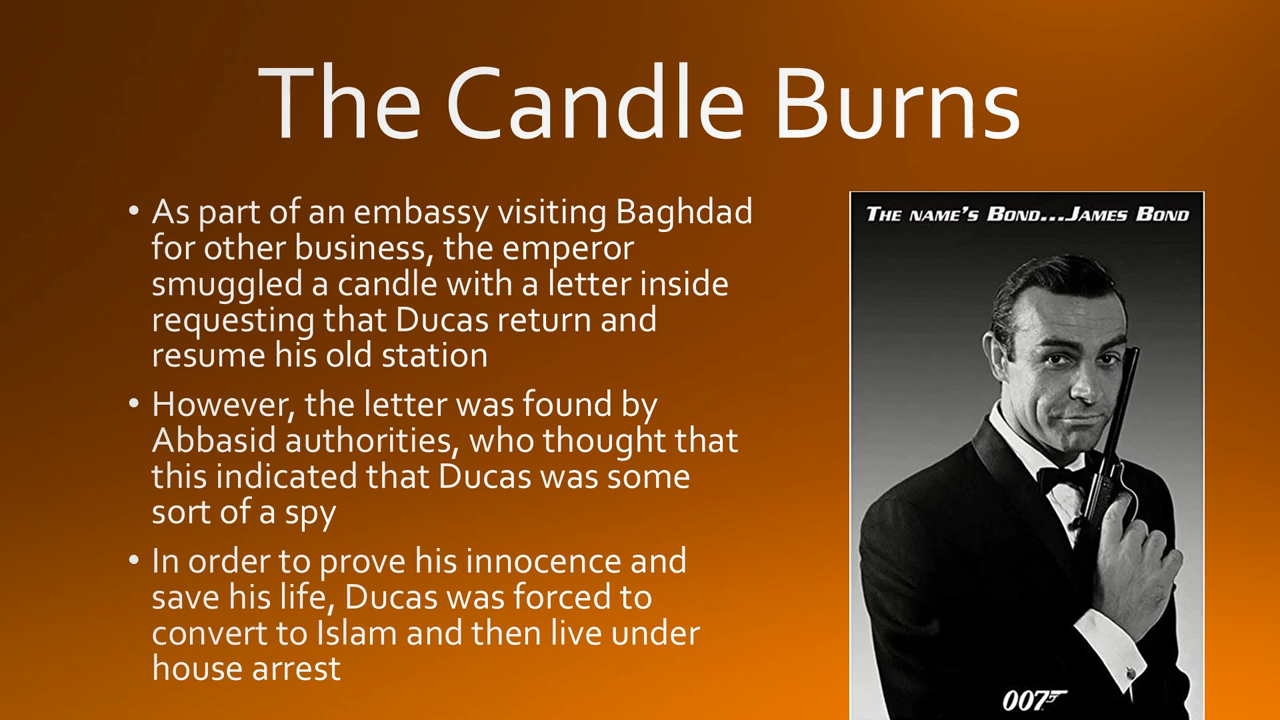 The Candle Burns
• As part of an embassy visiting Baghdad
for other business, the emperor
smuggled a candle with a letter inside
requesting that Ducas return and
resume his old station
• However, the letter was found by
Abbasid authorities, who thought that
this indicated that Ducas was some
sort of a spy
• In order to prove his innocence and
save his life, Ducas was forced to
convert to Islam and then live under
house arrest
THE NAME'S BOND...JAMES BOND
007